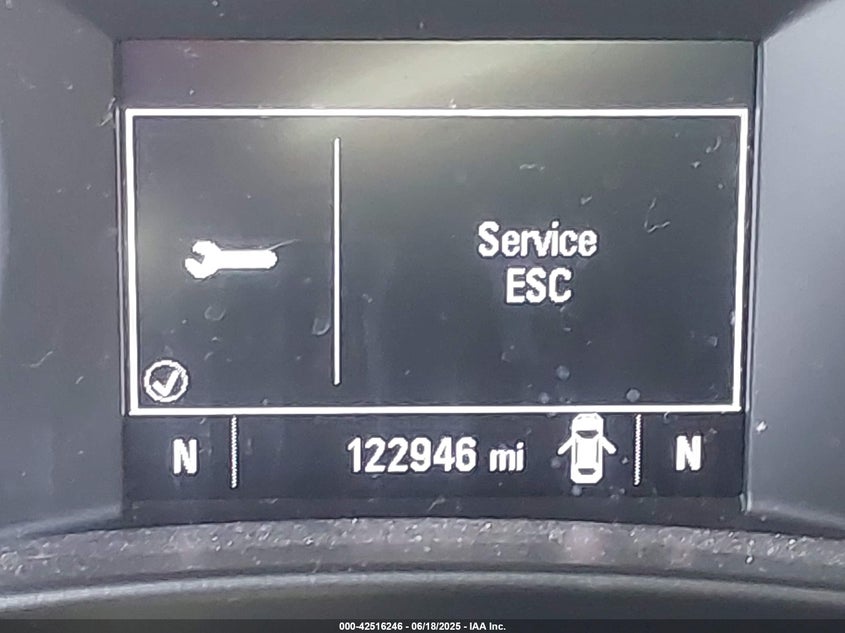 Service
ESC
N
122946 mi
N
000-42516246 - 06/18/2025 - IAA Inc.